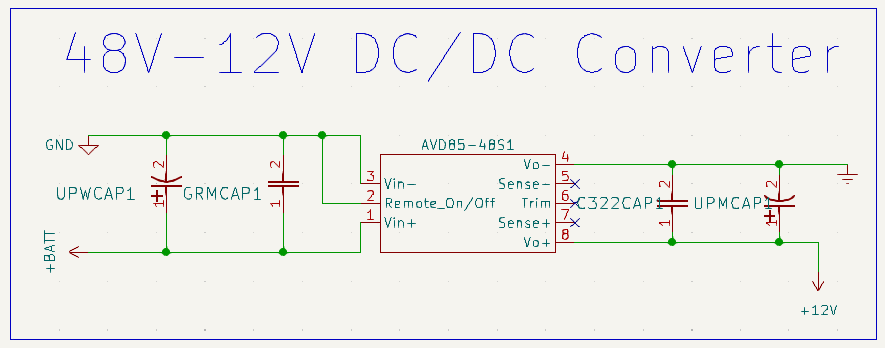 48V-12V DC/DC Converter
AVD85-48S1
GND
UPWCAP1
2
1
GRMCAP1
2
1
+BATT
3
Vin-
2
Remote_On/Off
1
Vin+
Vo-
4
Sense-
5
Trim
6
Sense+
7
Vo+
8
C322CAP1
2
1
UPMCAP1
2
1
+12V